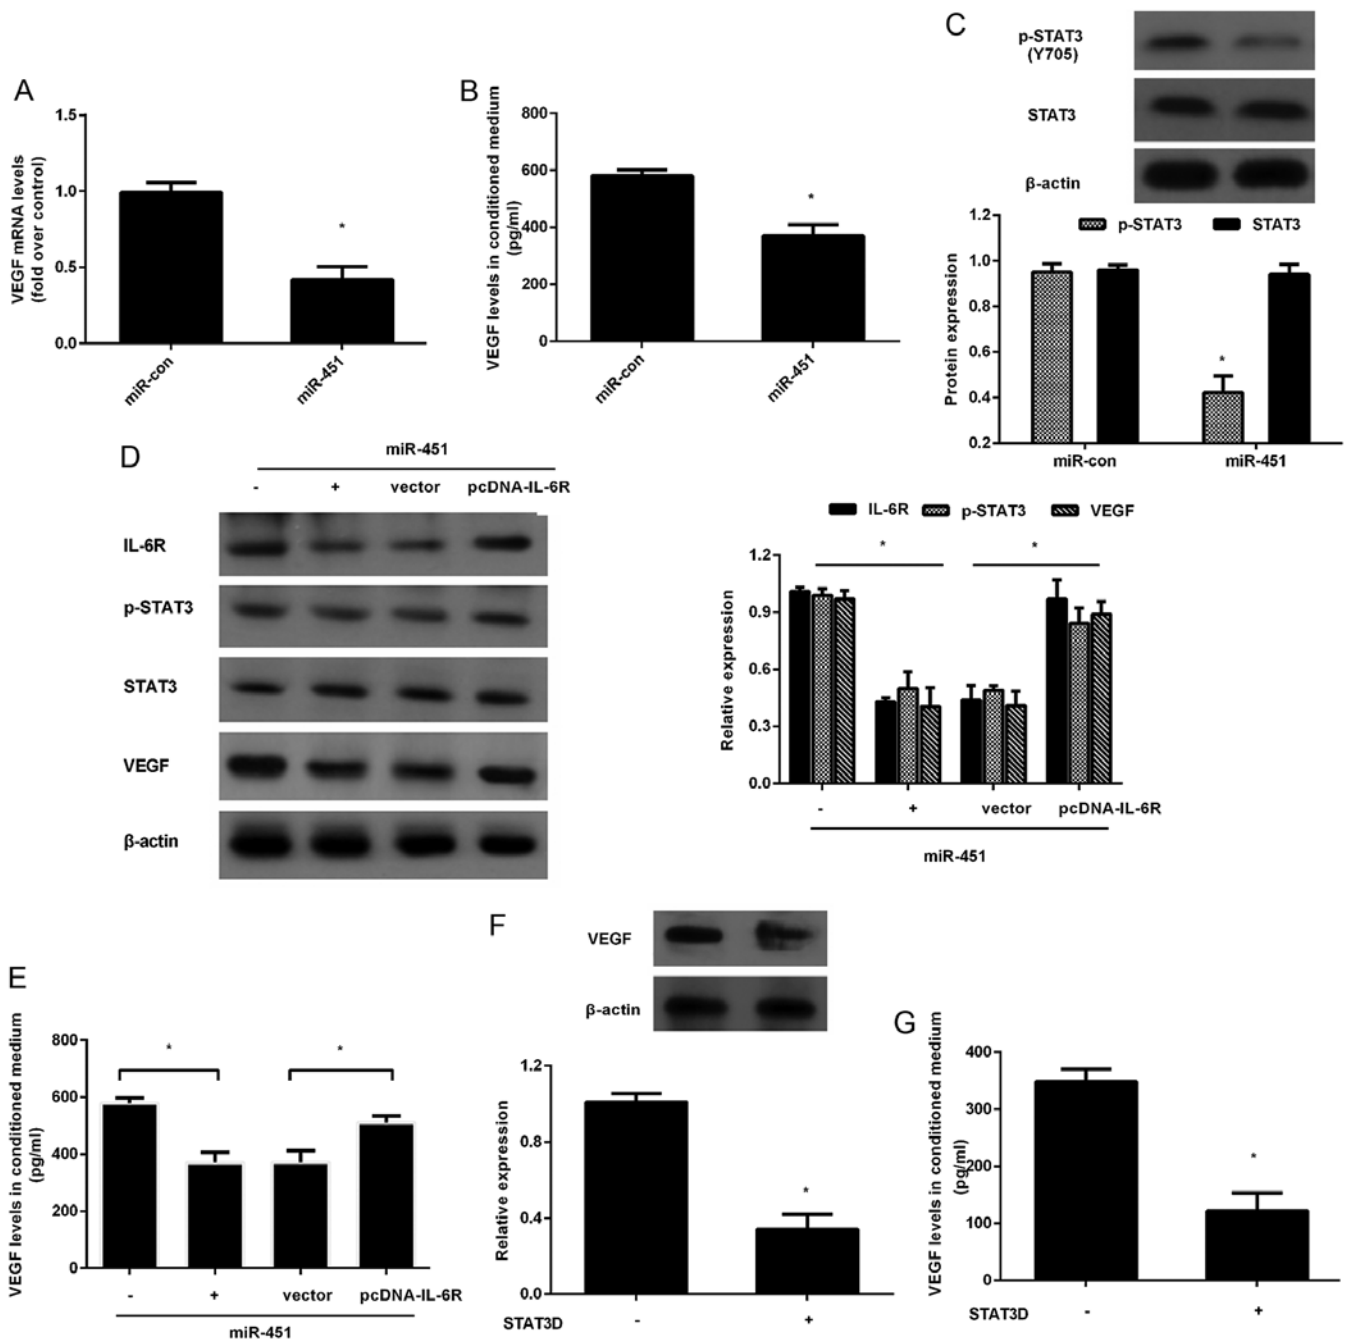 A
VEGF mRNA levels
(fold over control)
1.5
1.0
0.5
0.0
*
miR-con
miR-451
B
VEGF levels in conditioned medium
(pg/ml)
800
600
400
200
0
*
miR-con
miR-451
C
p-STAT3
(Y705)
STAT3
β-actin
p-STAT3
STAT3
Protein expression
1.2
1.0
0.8
0.6
0.4
0.2
*
miR-con
miR-451
D
miR-451
-
+
vector
pcDNA-IL-6R
IL-6R
p-STAT3
STAT3
VEGF
β-actin
IL-6R
p-STAT3
VEGF
Relative expression
1.2
0.9
0.6
0.3
0.0
*
*
-
+
vector
pcDNA-IL-6R
miR-451
E
VEGF levels in conditioned medium
(pg/ml)
800
600
400
200
0
*
*
-
+
vector
pcDNA-IL-6R
miR-451
F
VEGF
β-actin
Relative expression
1.2
0.8
0.4
0.0
*
STAT3D
-
+
G
VEGF levels in conditioned medium
(pg/ml)
400
300
200
100
0
*
STAT3D
-
+